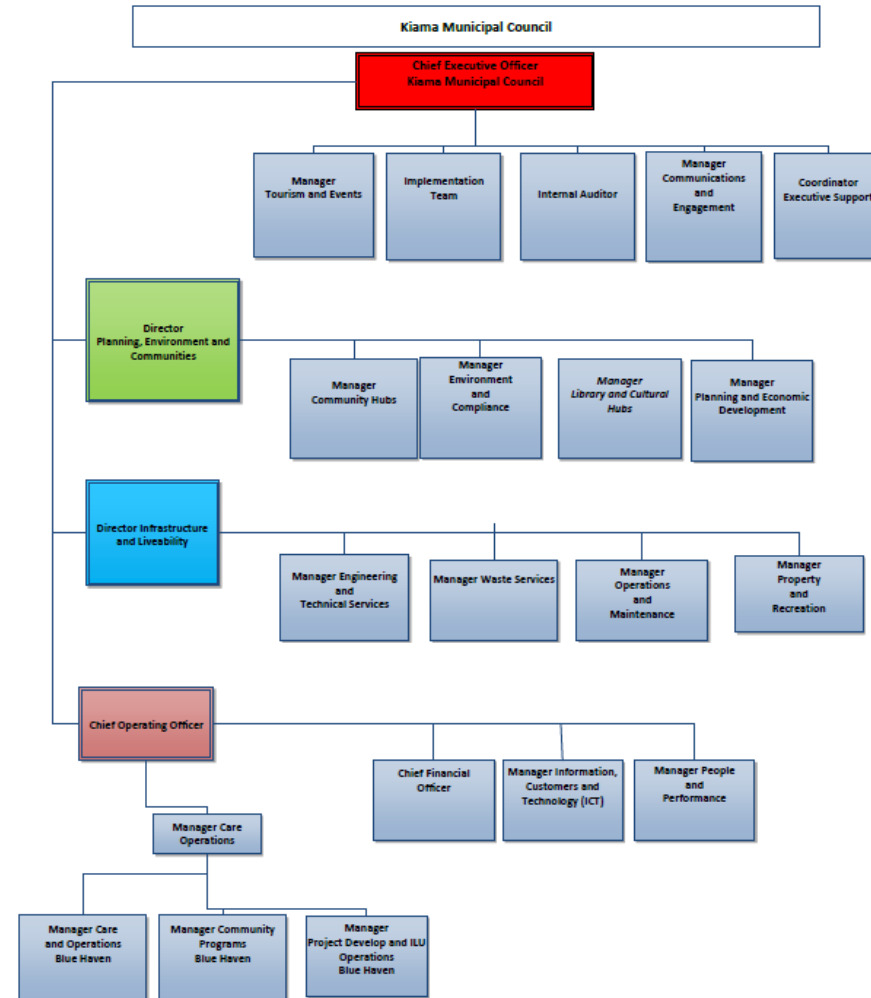 Kiama Municipal Council
Chief Executive Officer
Kiama Municipal Council
Manager
Tourism and Events
Implementation
Team
Internal Auditor
Manager
Communications
and
Engagement
Coordinator
Executive Support
Director
Planning, Environment and
Communities
Manager
Community Hubs
Manager
Environment
and
Compliance
Manager
Library and Cultural
Hubs
Manager
Planning and Economic
Development
Director Infrastructure
and Liveability
Manager Engineering
and
Technical Services
Manager Waste Services
Manager
Operations
and
Maintenance
Manager
Property
and
Recreation
Chief Operating Officer
Chief Financial
Officer
Manager Information,
Customers and
Technology (ICT)
Manager People
and
Performance
Manager Care
Operations
Manager Care
and Operations
Blue Haven
Manager Community
Programs
Blue Haven
Manager
Project Develop and ILU
Operations
Blue Haven